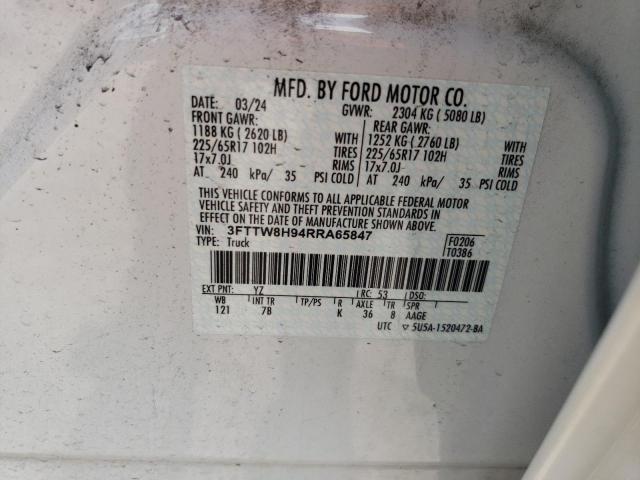 MFD. BY FORD MOTOR CO.
DATE: 03/24 GVWR: 2304 KG (5080 LB)
FRONT GAWR: REAR GAWR:
1188 KG (2620 LB) WITH 1252 KG (2760 LB) WITH
225/65R17 102H TIRES 225/65R17 102H TIRES
17x7.0J RIMS 17x7.0J RIMS
AT 240 kPa/ 35 PSI COLD AT 240 kPa/ 35 PSI COLD
THIS VEHICLE CONFORMS TO ALL APPLICABLE FEDERAL MOTOR
VEHICLE SAFETY AND THEFT PREVENTION STANDARDS IN
EFFECT ON THE DATE OF MANUFACTURE SHOWN ABOVE.
VIN: 3FTTW8H94RRA65847 F0206
TYPE: Truck T0386
EXT PNT: YZ RC: 53 DSO:
WB INT TR TP/PS R AXLE TR SPR
121 7B K 36 8 AAGE
UTC ▽ 5U5A-1520472-BA